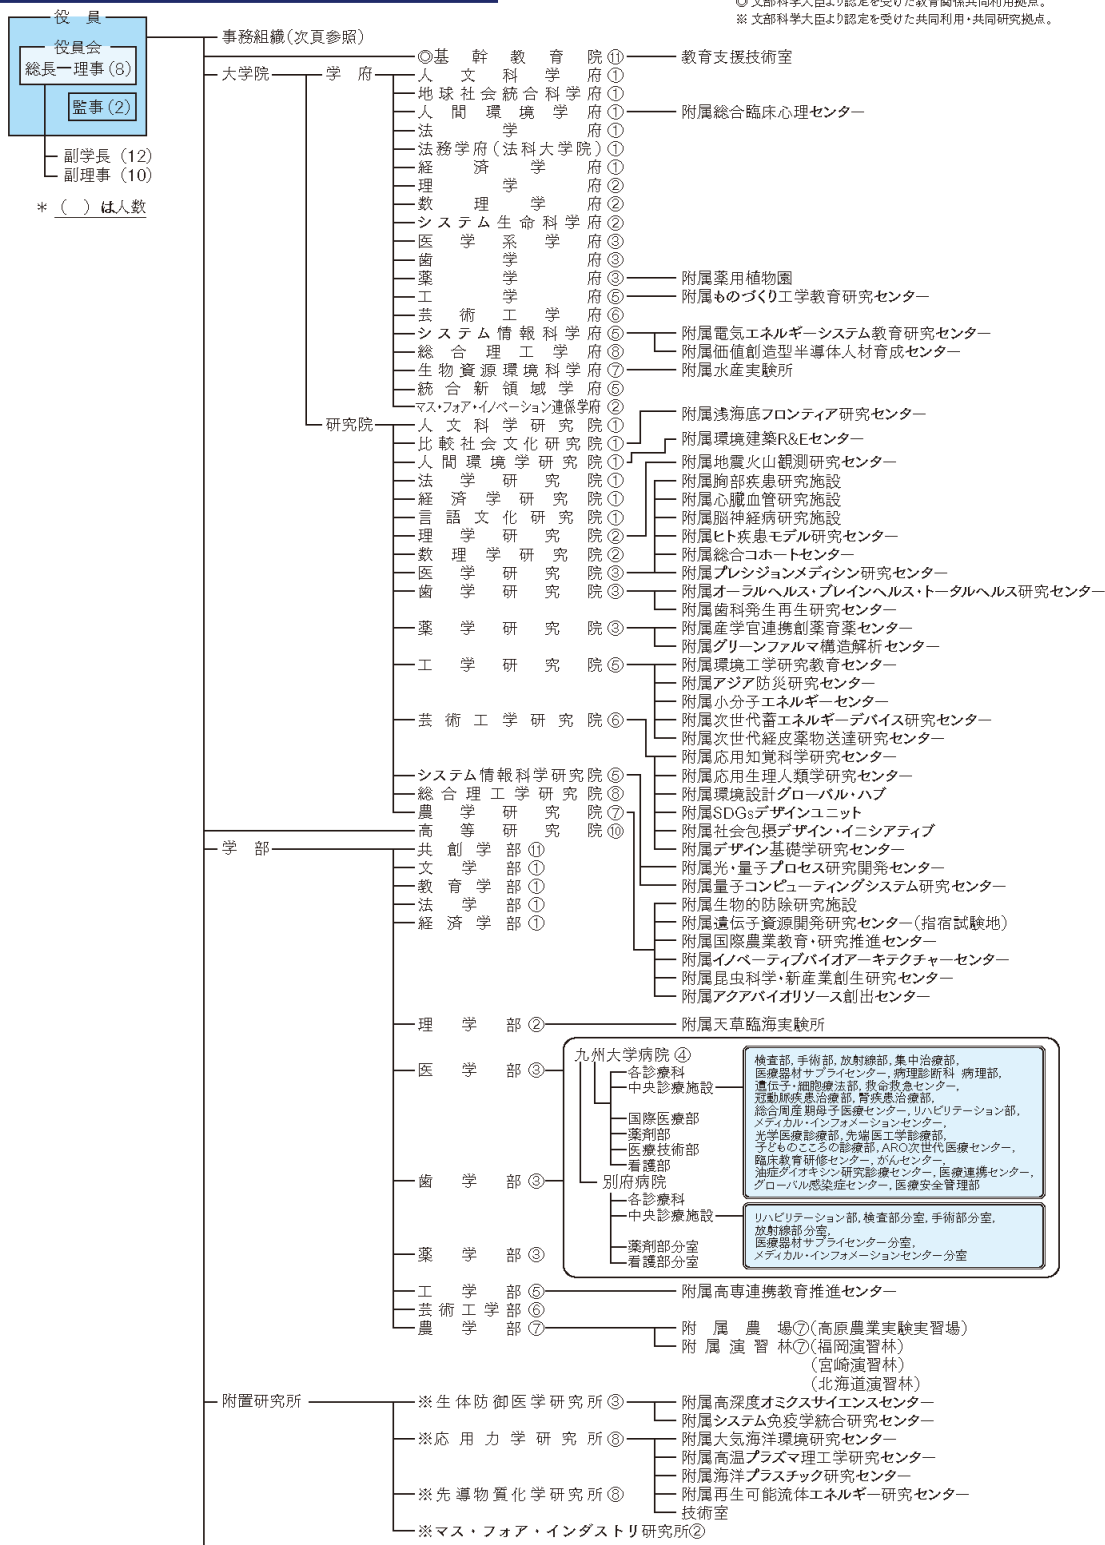 ◎ 文部科学大臣より認定を受けた教育関係共同利用拠点。
※ 文部科学大臣より認定を受けた共同利用・共同研究拠点。
役 員
役員会
総長ー理事(8)
監事(2)
副学長 (12)
副理事 (10)
* ( ) は人数
事務組織(次頁参照)
◎基幹教育院⑪
教育支援技術室
大学院
学 府
人文科学府①
地球社会統合科学府①
人間環境学府①
附属総合臨床心理センター
法学府①
法務学府(法科大学院)①
経済学府①
理学府②
数理学府②
システム生命科学府②
医学系学府③
歯学府③
薬学府③
附属薬用植物園
工学府⑤
附属ものづくり工学教育研究センター
芸術工学府⑥
システム情報科学府⑤
附属電気エネルギーシステム教育研究センター
附属価値創造型半導体人材育成センター
総合理工学府⑧
生物資源環境科学府⑦
附属水産実験所
統合新領域学府⑤
マス・フォア・イノベーション連係学府②
研究院
人文科学研究院①
比較社会文化研究院①
附属浅海底フロンティア研究センター
人間環境学研究院①
附属環境建築R&Eセンター
法学研究院①
経済学研究院①
言語文化研究院①
理学研究院②
附属地震火山観測研究センター
数理学研究院②
医学研究院③
附属胸部疾患研究施設
附属心臓血管研究施設
附属脳神経病研究施設
附属ヒト疾患モデル研究センター
附属総合コホートセンター
附属プレシジョンメディシン研究センター
歯学研究院③
附属オーラルヘルス・ブレインヘルス・トータルヘルス研究センター
附属歯科発生再生研究センター
薬学研究院③
附属産学官連携創薬育薬センター
附属グリーンファルマ構造解析センター
工学研究院⑤
附属環境工学研究教育センター
附属アジア防災研究センター
附属小分子エネルギーセンター
附属次世代蓄エネルギーデバイス研究センター
附属次世代経皮薬物送達研究センター
芸術工学研究院⑥
附属応用知覚科学研究センター
附属応用生理人類学研究センター
附属環境設計グローバル・ハブ
附属SDGsデザインユニット
附属社会包摂デザイン・イニシアティブ
附属デザイン基礎学研究センター
システム情報科学研究院⑤
附属光・量子プロセス研究開発センター
附属量子コンピューティングシステム研究センター
総合理工学研究院⑧
農学研究院⑦
附属生物的防除研究施設
附属遺伝子資源開発研究センター(指宿試験地)
附属国際農業教育・研究推進センター
附属イノベーティブバイオアーキテクチャーセンター
附属昆虫科学・新産業創生研究センター
附属アクアバイオリソース創出センター
高等研究院⑩
学 部
共創学部⑪
文学部①
教育学部①
法学部①
経済学部①
理学部②
附属天草臨海実験所
医学部③
歯学部③
薬学部③
九州大学病院④
各診療科
中央診療施設
国際医療部
薬剤部
医療技術部
看護部
検査部, 手術部, 放射線部, 集中治療部,
医療器材サプライセンター, 病理診断科 病理部,
遺伝子・細胞療法部, 救命救急センター,
冠動脈疾患治療部, 腎疾患治療部,
総合周産期母子医療センター, リハビリテーション部,
メディカル・インフォメーションセンター,
光学医療診療部, 先端医工学診療部,
子どものこころの診療部, ARO次世代医療センター,
臨床教育研修センター, がんセンター,
油症ダイオキシン研究診療センター, 医療連携センター,
グローバル感染症センター, 医療安全管理部
別府病院
各診療科
中央診療施設
薬剤部分室
看護部分室
リハビリテーション部, 検査部分室, 手術部分室,
放射線部分室,
医療器材サプライセンター分室,
メディカル・インフォメーションセンター分室
工学部⑤
附属高専連携教育推進センター
芸術工学部⑥
農学部⑦
附属農場⑦(高原農業実験実習場)
附属演習林⑦(福岡演習林)
(宮崎演習林)
(北海道演習林)
附置研究所
※生体防御医学研究所③
附属高深度オミクスサイエンスセンター
附属システム免疫学統合研究センター
※応用力学研究所⑧
附属大気海洋環境研究センター
附属高温プラズマ理工学研究センター
附属海洋プラスチック研究センター
附属再生可能流体エネルギー研究センター
技術室
※先導物質化学研究所⑧
※マス・フォア・インダストリ研究所②